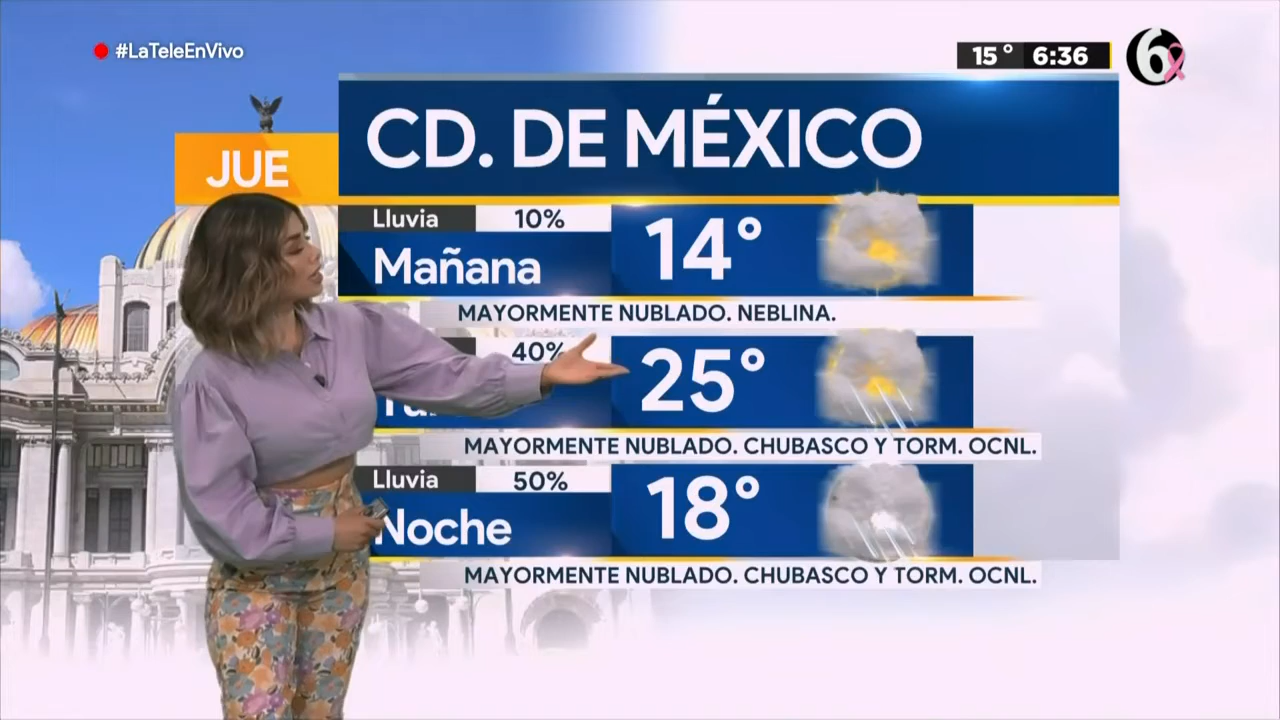 #LaTeleEnVivo
15° 6:36
6
JUE
CD. DE MÉXICO
Lluvia 10%
Mañana
14°
MAYORMENTE NUBLADO. NEBLINA.
40%
25°
MAYORMENTE NUBLADO. CHUBASCO Y TORM. OCNL.
Lluvia 50%
Noche
18°
MAYORMENTE NUBLADO. CHUBASCO Y TORM. OCNL.